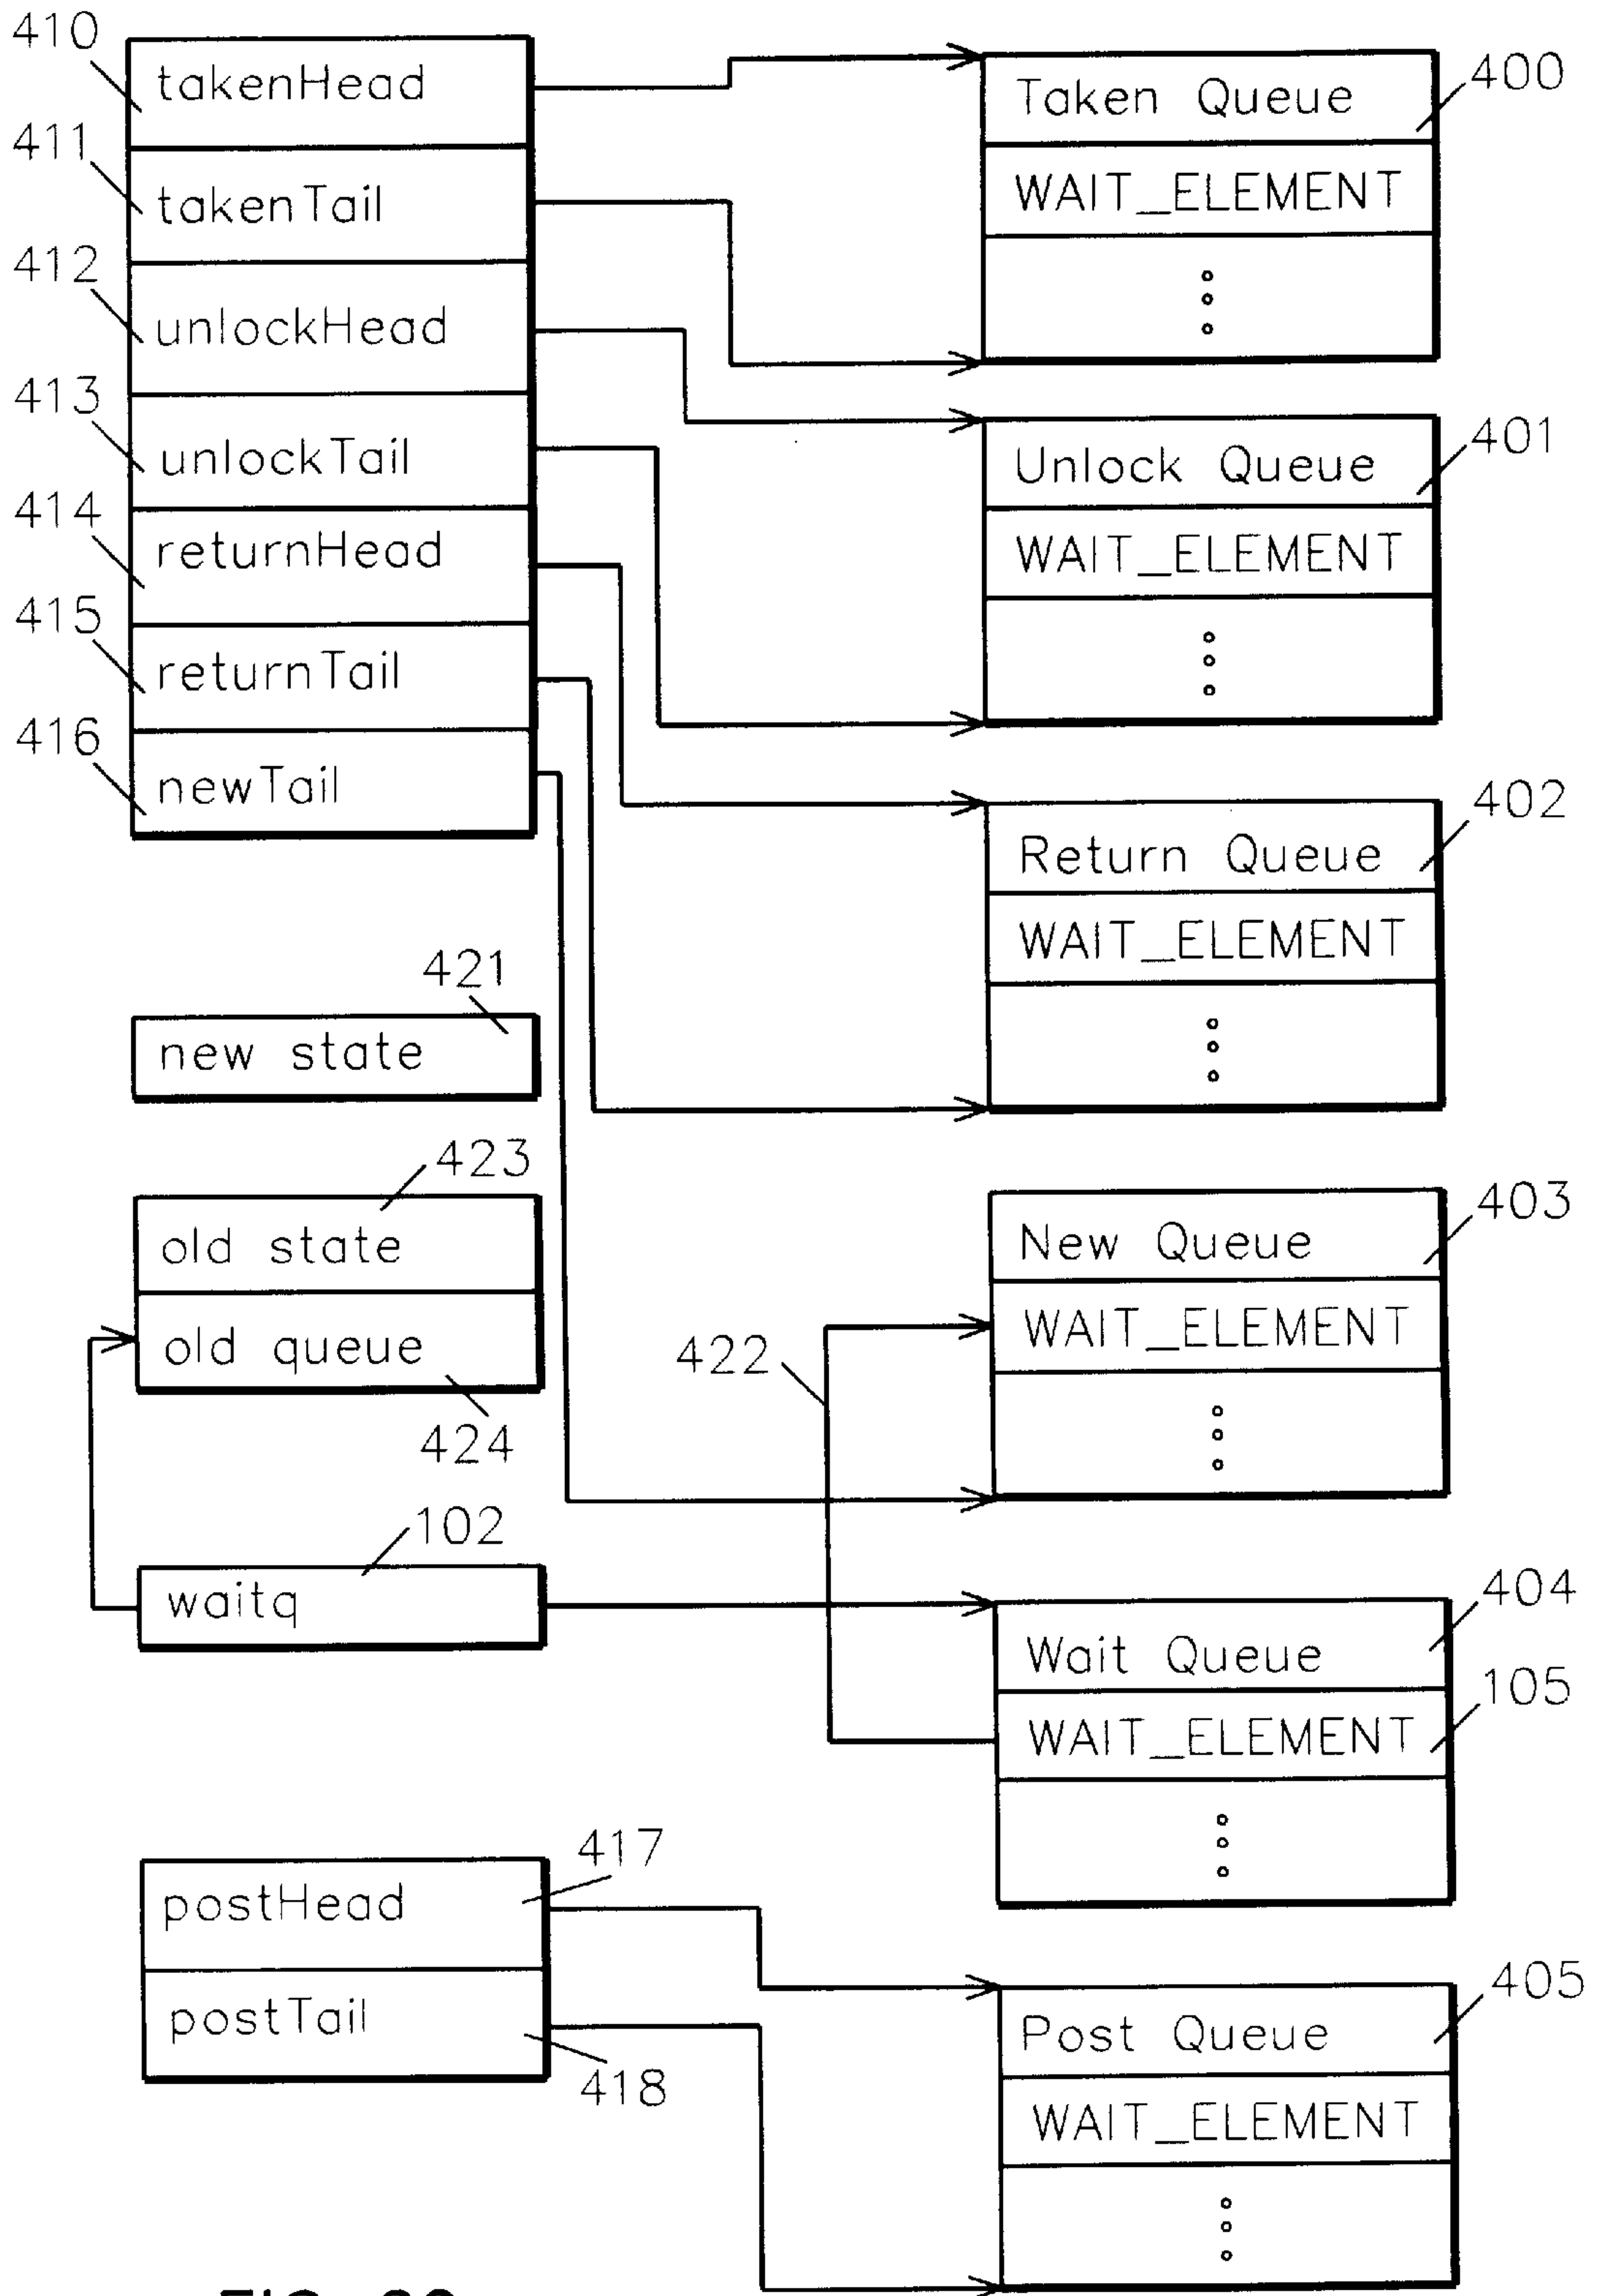 410
takenHead
Taken Queue
400
411
takenTail
WAIT_ELEMENT
412
unlockHead
413
unlockTail
Unlock Queue
401
414
returnHead
WAIT_ELEMENT
415
returnTail
416
newTail
Return Queue
402
WAIT_ELEMENT
421
new state
423
old state
New Queue
403
old queue
WAIT_ELEMENT
422
424
102
waitq
Wait Queue
404
WAIT_ELEMENT
105
417
postHead
postTail
Post Queue
405
418
WAIT_ELEMENT